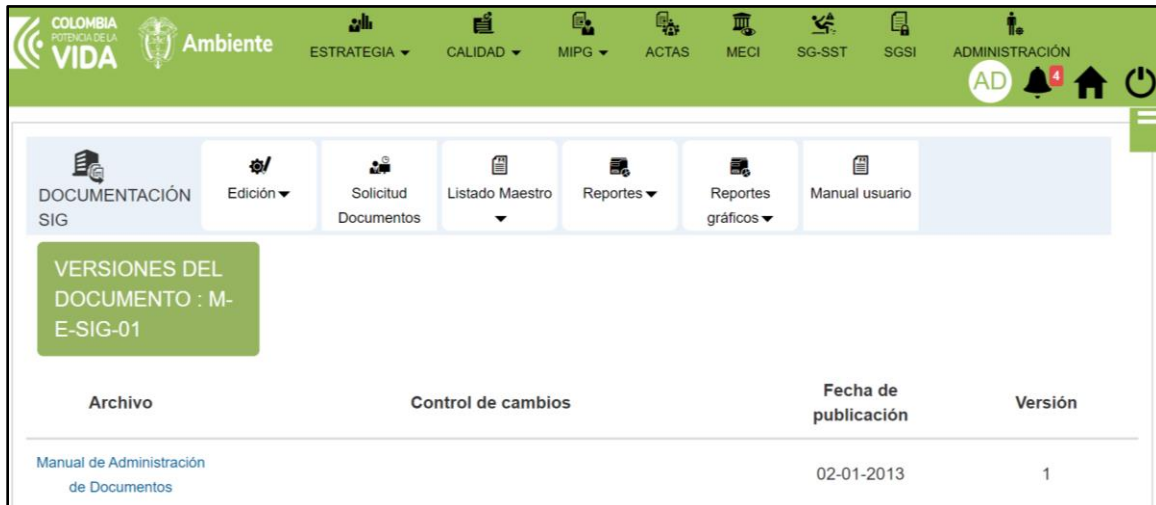 COLOMBIA
POTENCIA DE LA
VIDA
Ambiente
ESTRATEGIA
CALIDAD
MIPG
ACTAS
MECI
SG-SST
SGSI
ADMINISTRACIÓN
AD
4
DOCUMENTACIÓN
SIG
Edición
Solicitud
Documentos
Listado Maestro
Reportes
Reportes
gráficos
Manual usuario
VERSIONES DEL
DOCUMENTO : M-
E-SIG-01
Archivo
Control de cambios
Fecha de
publicación
Versión
Manual de Administración
de Documentos
02-01-2013
1